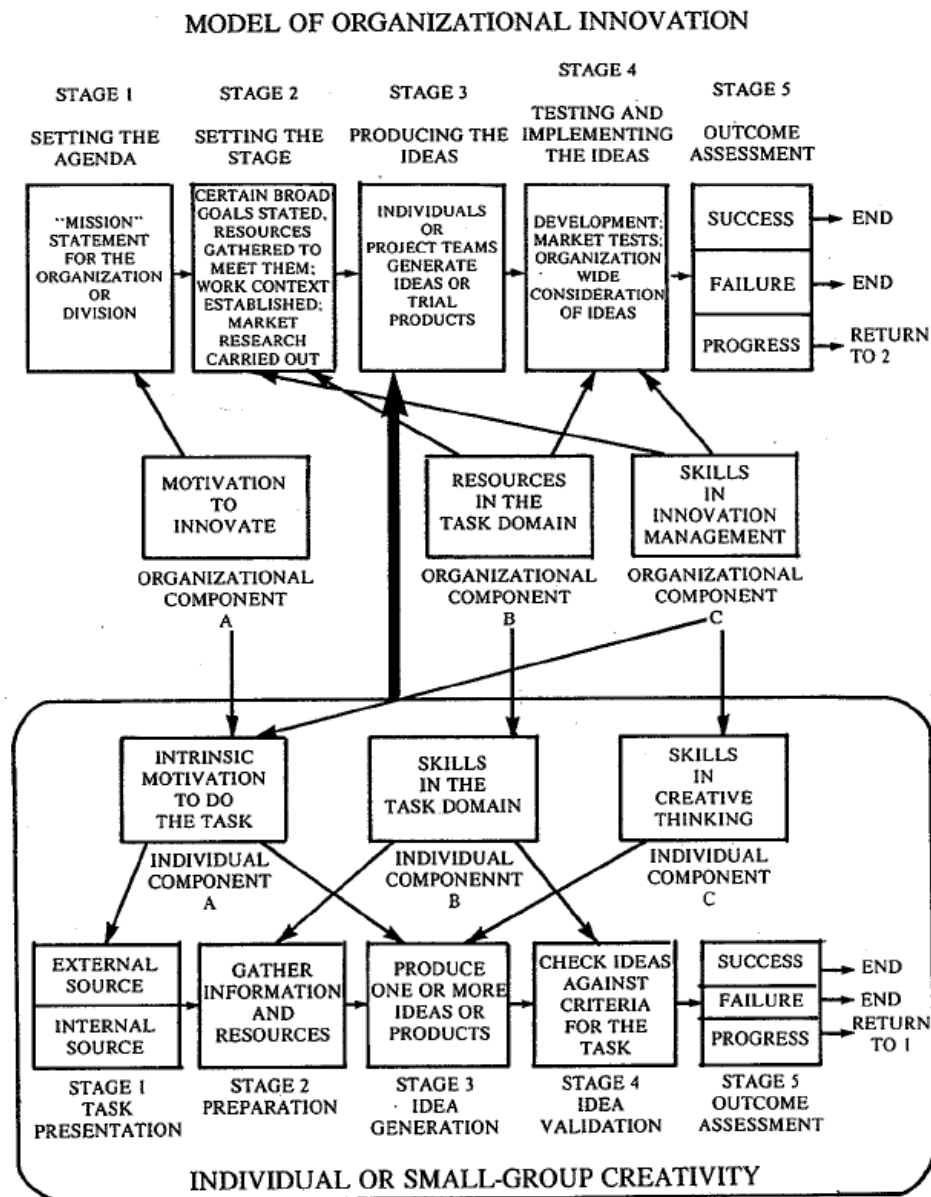 MODEL OF ORGANIZATIONAL INNOVATION
STAGE 1
SETTING THE
AGENDA
STAGE 2
SETTING THE
STAGE
STAGE 3
PRODUCING THE
IDEAS
STAGE 4
TESTING AND
IMPLEMENTING
THE IDEAS
STAGE 5
OUTCOME
ASSESSMENT
"MISSION"
STATEMENT
FOR THE
ORGANIZATION
OR
DIVISION
CERTAIN BROAD
GOALS STATED,
RESOURCES
GATHERED TO
MEET THEM;
WORK CONTEXT
ESTABLISHED;
MARKET
RESEARCH
CARRIED OUT
INDIVIDUALS
OR
PROJECT TEAMS
GENERATE
IDEAS OR
TRIAL
PRODUCTS
DEVELOPMENT;
MARKET TESTS;
ORGANIZATION
WIDE
CONSIDERATION
OF IDEAS
SUCCESS
END
FAILURE
END
PROGRESS
RETURN
TO 2
MOTIVATION
TO
INNOVATE
ORGANIZATIONAL
COMPONENT
A
RESOURCES
IN THE
TASK DOMAIN
ORGANIZATIONAL
COMPONENT
B
SKILLS
IN
INNOVATION
MANAGEMENT
ORGANIZATIONAL
COMPONENT
C
INTRINSIC
MOTIVATION
TO DO
THE TASK
INDIVIDUAL
COMPONENT
A
SKILLS
IN THE
TASK DOMAIN
INDIVIDUAL
COMPONENNT
B
SKILLS
IN
CREATIVE
THINKING
INDIVIDUAL
COMPONENT
C
EXTERNAL
SOURCE
INTERNAL
SOURCE
STAGE 1
TASK
PRESENTATION
GATHER
INFORMATION
AND
RESOURCES
STAGE 2
PREPARATION
PRODUCE
ONE OR MORE
IDEAS OR
PRODUCTS
STAGE 3
IDEA
GENERATION
CHECK IDEAS
AGAINST
CRITERIA
FOR THE
TASK
STAGE 4
IDEA
VALIDATION
SUCCESS
END
FAILURE
END
PROGRESS
RETURN
TO 1
STAGE 5
OUTCOME
ASSESSMENT
INDIVIDUAL OR SMALL-GROUP CREATIVITY